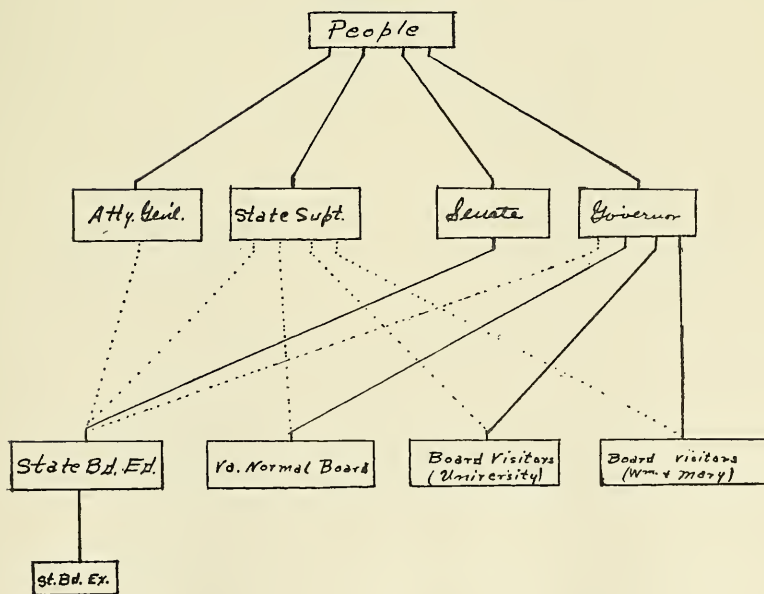 People
Atty. Gen'l.
State Supt.
Senate
Governor
State Bd. Ed.
Va. Normal Board
Board Visitors
(University)
Board visitors
(Wm. & Mary)
St. Bd. Ex.